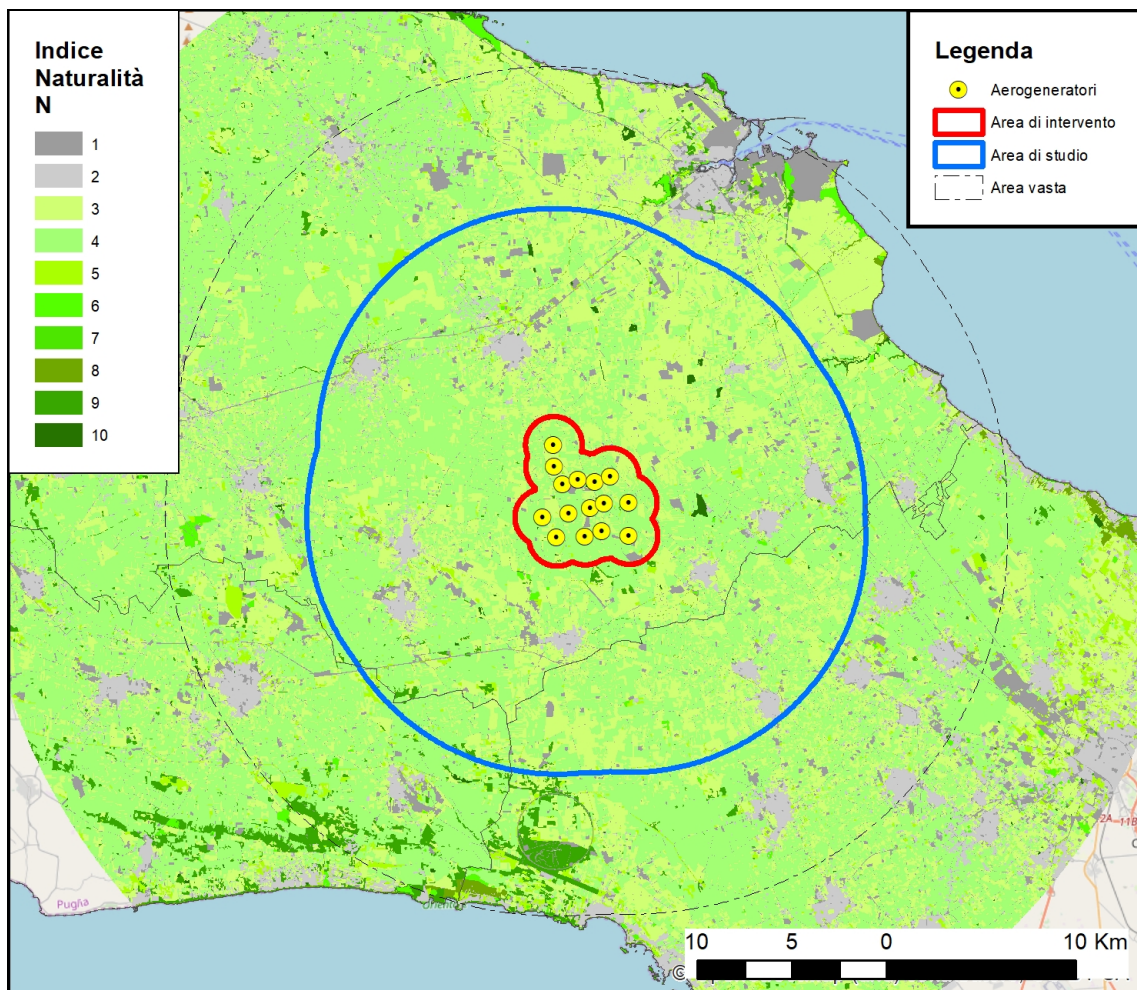 Indice
Naturalità
N
1
2
3
4
5
6
7
8
9
10
Legenda
Aerogeneratori
Area di intervento
Area di studio
Area vasta
2A
Puglia
10 5 0 10 Km
©